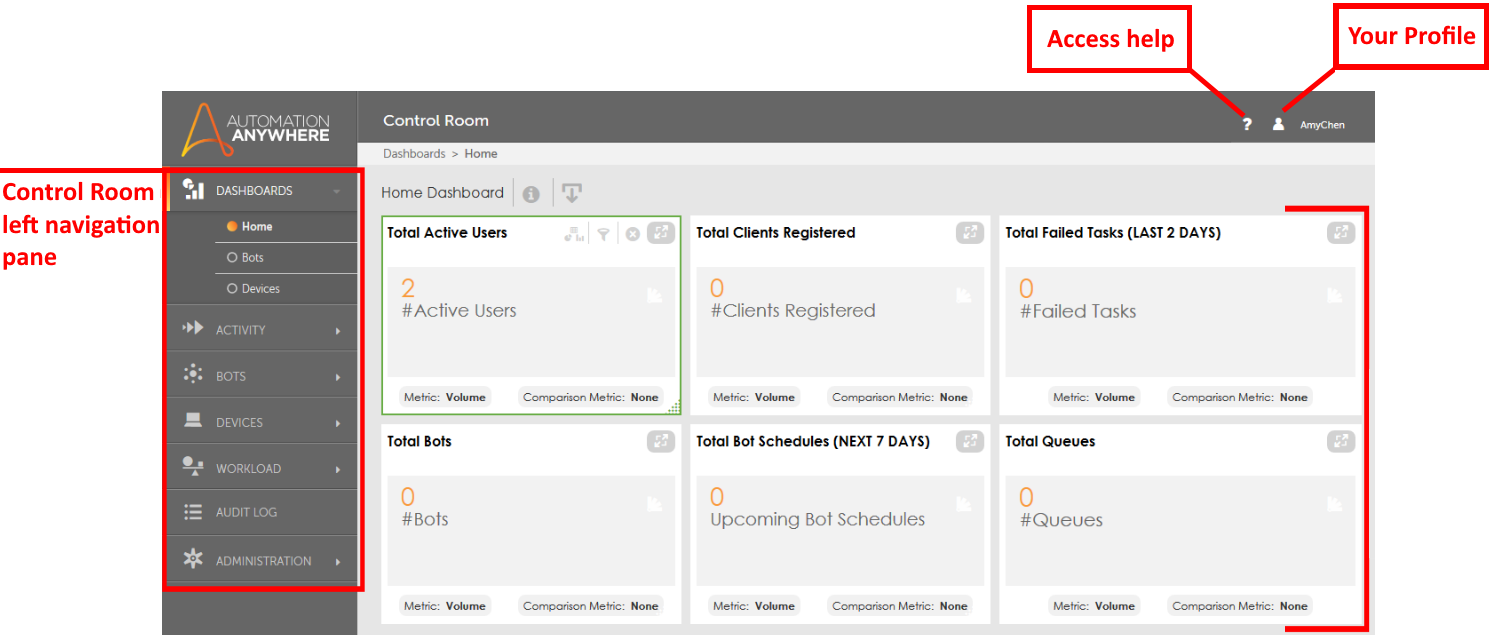 Access help
Your Profile
AUTOMATION
ANYWHERE
Control Room
?
AmyChen
Dashboards > Home
Control Room
left navigation
pane
DASHBOARDS
Home
Bots
Devices
ACTIVITY
BOTS
DEVICES
WORKLOAD
AUDIT LOG
ADMINISTRATION
Home Dashboard
Total Active Users
2
#Active Users
Metric: Volume
Comparison Metric: None
Total Clients Registered
0
#Clients Registered
Metric: Volume
Comparison Metric: None
Total Failed Tasks (LAST 2 DAYS)
0
#Failed Tasks
Metric: Volume
Comparison Metric: None
Total Bots
0
#Bots
Metric: Volume
Comparison Metric: None
Total Bot Schedules (NEXT 7 DAYS)
0
Upcoming Bot Schedules
Metric: Volume
Comparison Metric: None
Total Queues
0
#Queues
Metric: Volume
Comparison Metric: None